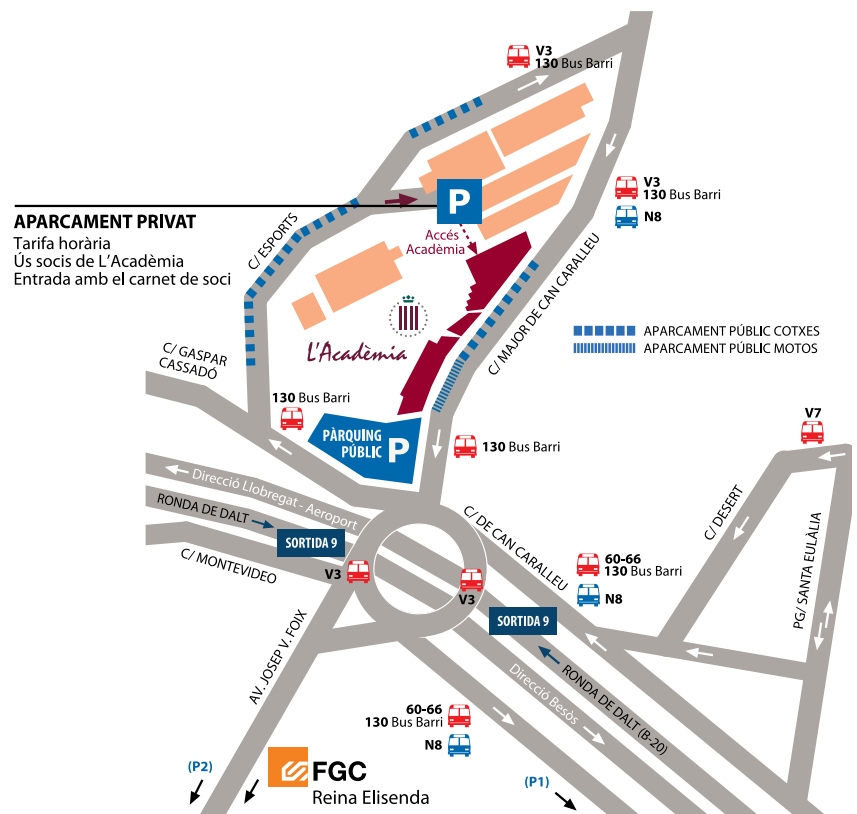 V3
130 Bus Barri
V3
130 Bus Barri
N8
P
APARCAMENT PRIVAT
Tarifa horària
Ús socis de L'Acadèmia
Entrada amb el carnet de soci
Accés
Acadèmia
C/ ESPORTS
C/ MAJOR DE CAN CARALLEU
L'Acadèmia
APARCAMENT PÚBLIC COTXES
APARCAMENT PÚBLIC MOTOS
C/ GASPAR
CASSADÓ
130 Bus Barri
PÀRQUING
PÚBLIC P
130 Bus Barri
V7
Direcció Llobregat - Aeroport
RONDA DE DALT
SORTIDA 9
C/ MONTEVIDEO
V3
V3
C/ DE CAN CARALLEU
60-66
130 Bus Barri
N8
C/ DESERT
PG/ SANTA EULÀLIA
SORTIDA 9
AV. JOSEP V. FOIX
Direcció Besòs
RONDA DE DALT (B-20)
60-66
130 Bus Barri
N8
(P2)
FGC
Reina Elisenda
(P1)